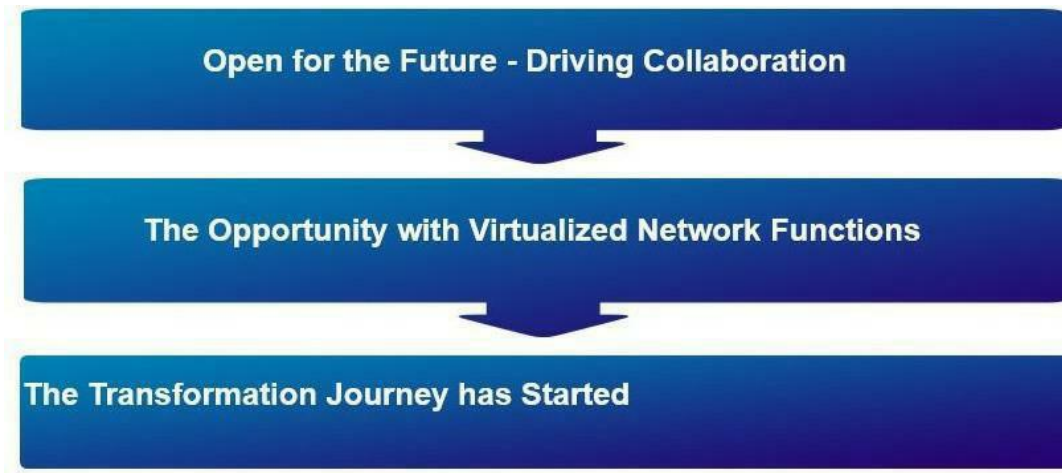 Open for the Future - Driving Collaboration
The Opportunity with Virtualized Network Functions
The Transformation Journey has Started